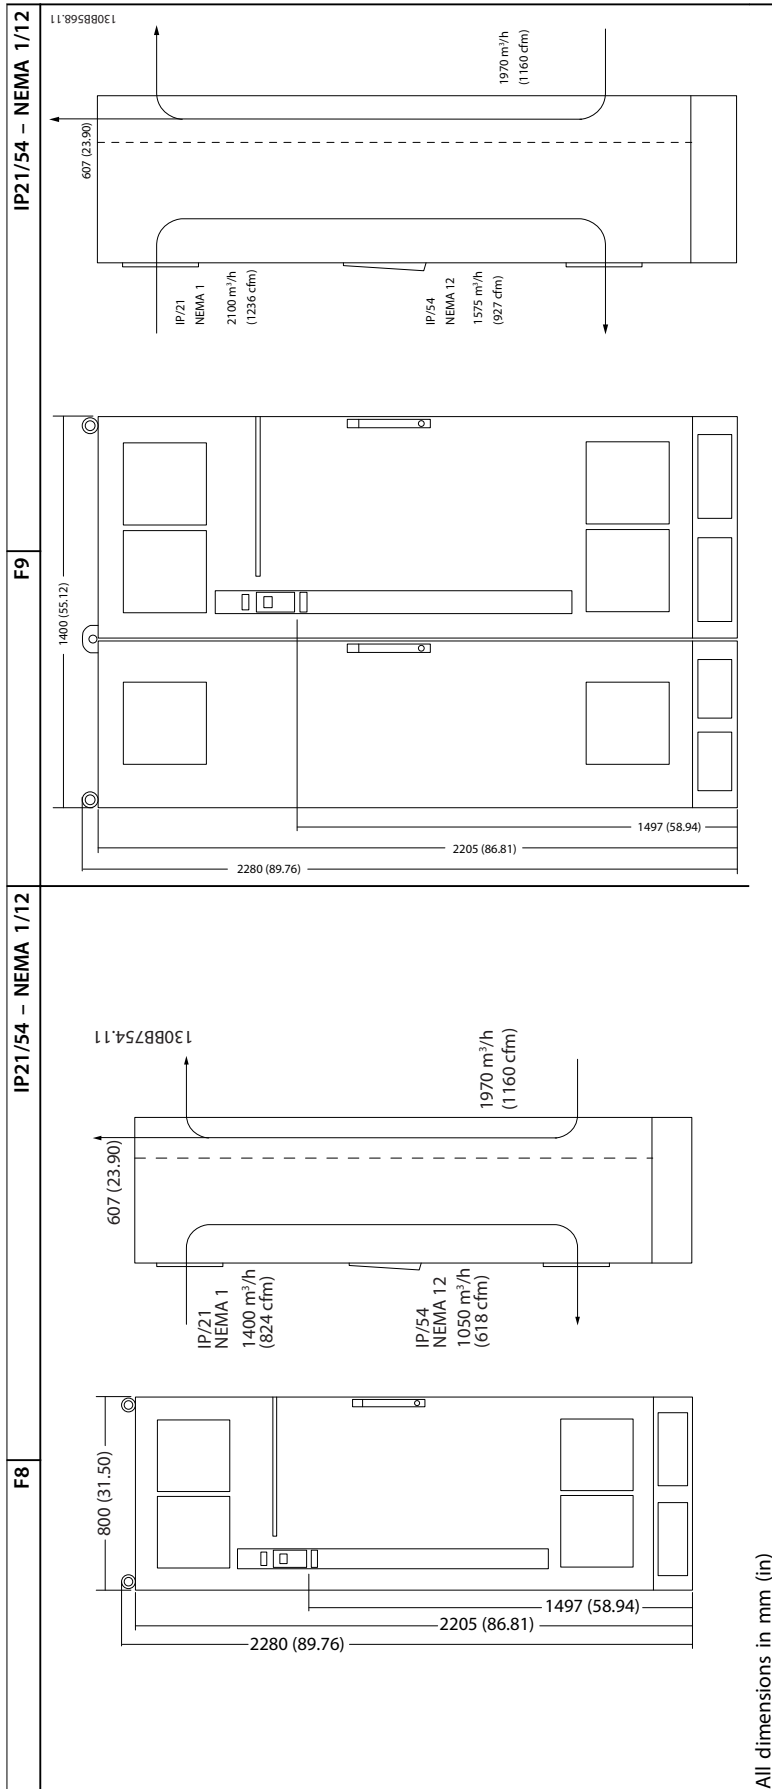 F8
IP21/54 – NEMA 1/12
F9
IP21/54 – NEMA 1/12
800 (31.50)
2280 (89.76)
2205 (86.81)
1497 (58.94)
IP/21
NEMA 1
1400 m³/h
(824 cfm)
IP/54
NEMA 12
1050 m³/h
(618 cfm)
607 (23.90)
1970 m³/h
(1160 cfm)
130BB754.11
1400 (55.12)
2280 (89.76)
2205 (86.81)
1497 (58.94)
IP/21
NEMA 1
2100 m³/h
(1236 cfm)
IP/54
NEMA 12
1575 m³/h
(927 cfm)
607 (23.90)
1970 m³/h
(1160 cfm)
130BB568.11
All dimensions in mm (in)